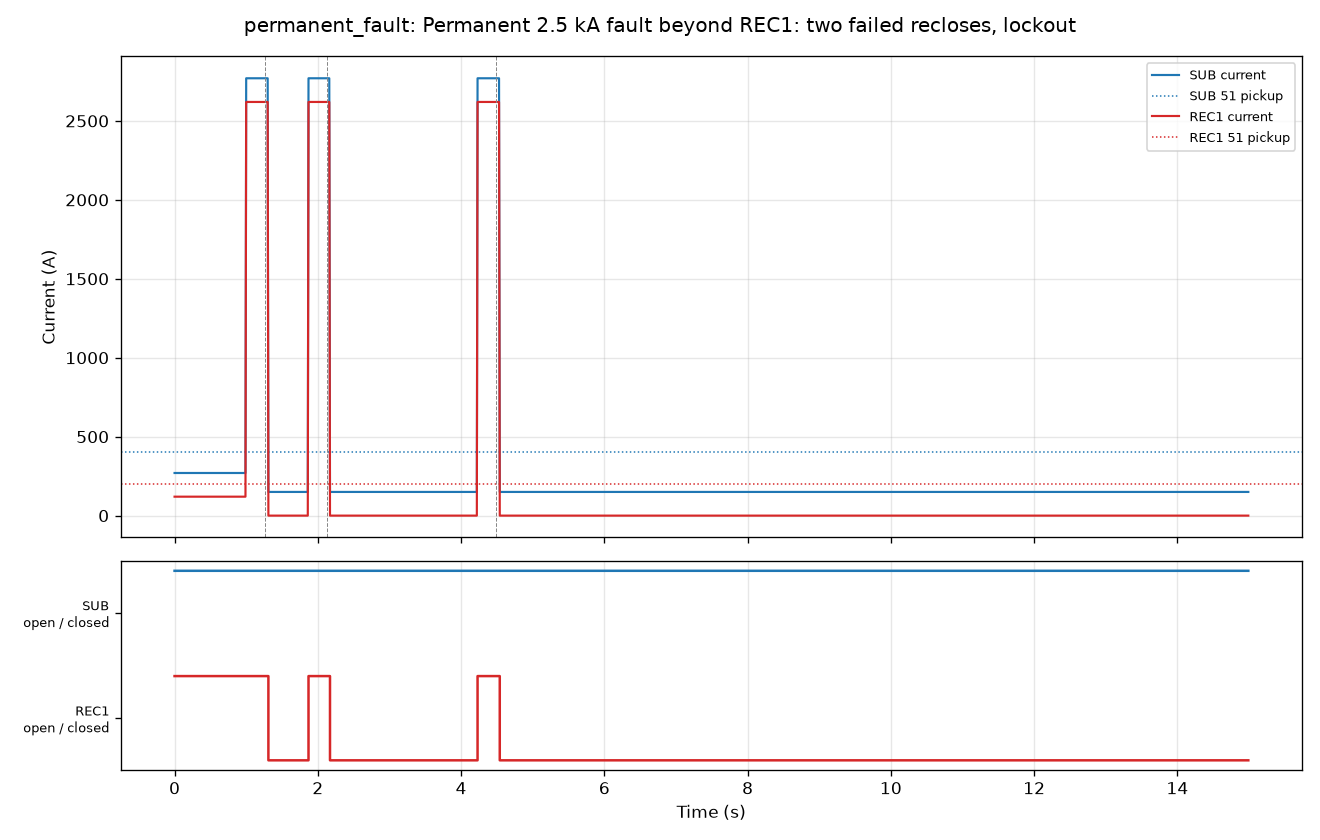 permanent_fault: Permanent 2.5 kA fault beyond REC1: two failed recloses, lockout
SUB current
SUB 51 pickup
REC1 current
REC1 51 pickup
Current (A)
2500
2000
1500
1000
500
0
SUB
open / closed
REC1
open / closed
0 2 4 6 8 10 12 14
Time (s)